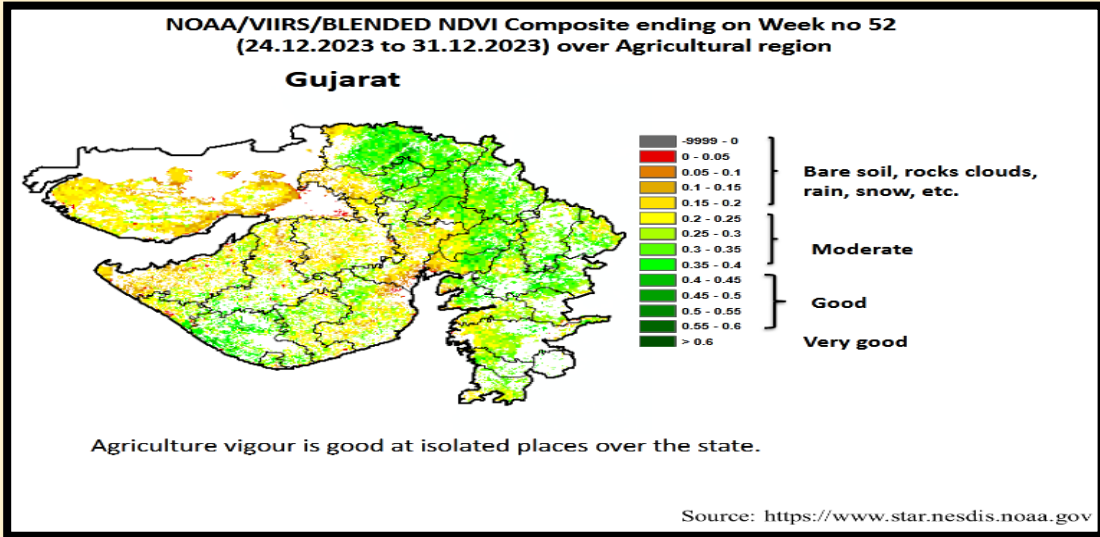 NOAA/VIIRS/BLENDED NDVI Composite ending on Week no 52
(24.12.2023 to 31.12.2023) over Agricultural region
Gujarat
-9999 - 0
0 - 0.05
0.05 - 0.1
0.1 - 0.15
0.15 - 0.2
0.2 - 0.25
0.25 - 0.3
0.3 - 0.35
0.35 - 0.4
0.4 - 0.45
0.45 - 0.5
0.5 - 0.55
0.55 - 0.6
> 0.6
Bare soil, rocks clouds,
rain, snow, etc.
Moderate
Good
Very good
Agriculture vigour is good at isolated places over the state.
Source: https://www.star.nesdis.noaa.gov